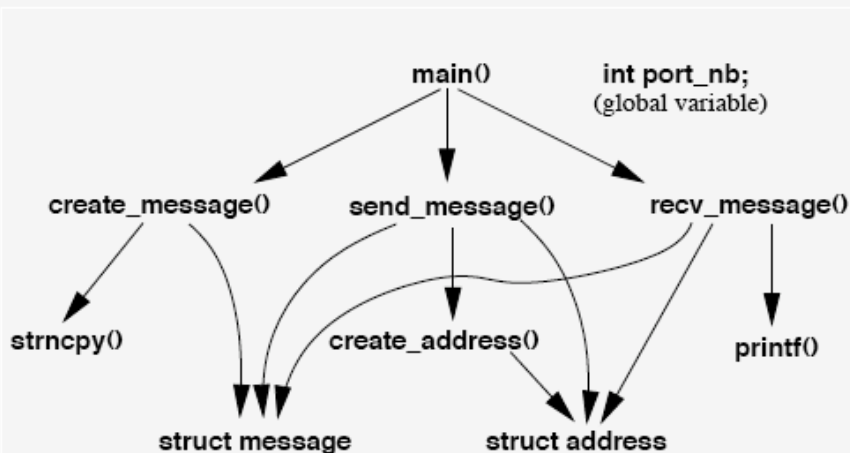 main()
int port_nb;
(global variable)
create_message()
send_message()
recv_message()
strncpy()
create_address()
printf()
struct message
struct address